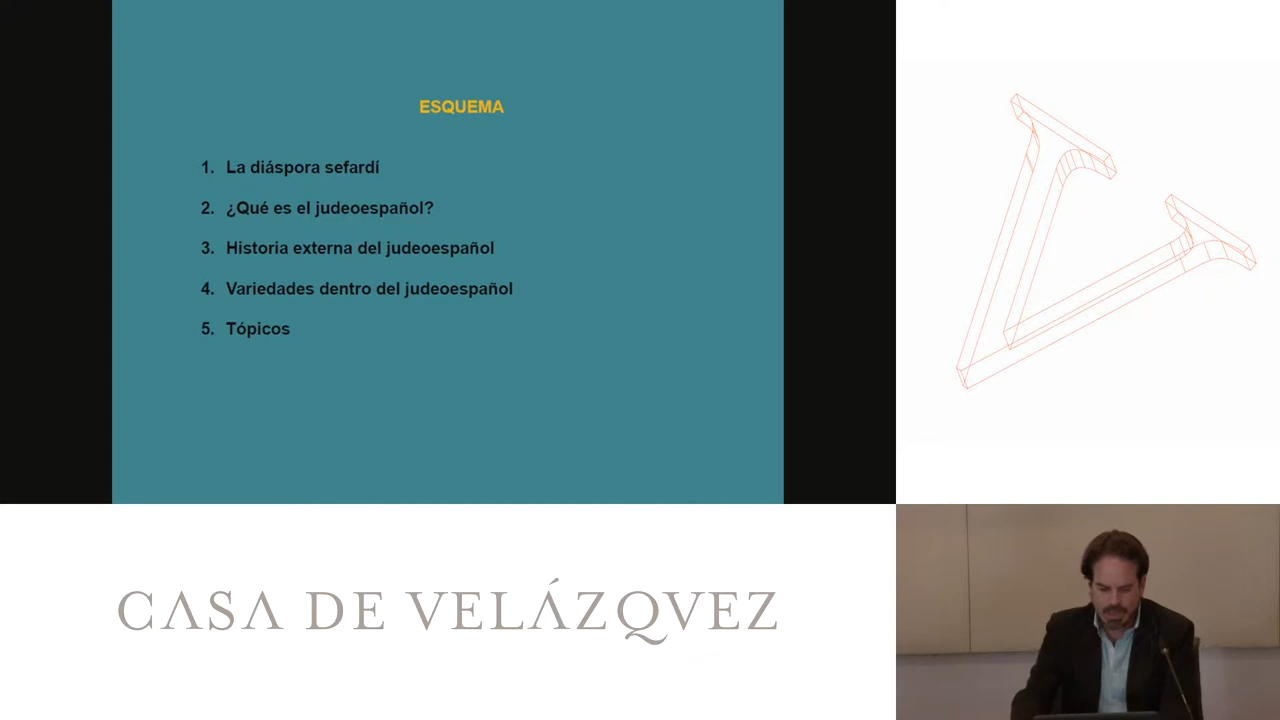 ESQUEMA
1. La diáspora sefardí
2. ¿Qué es el judeoespañol?
3. Historia externa del judeoespañol
4. Variedades dentro del judeoespañol
5. Tópicos
CASA DE VELÁZQVEZ